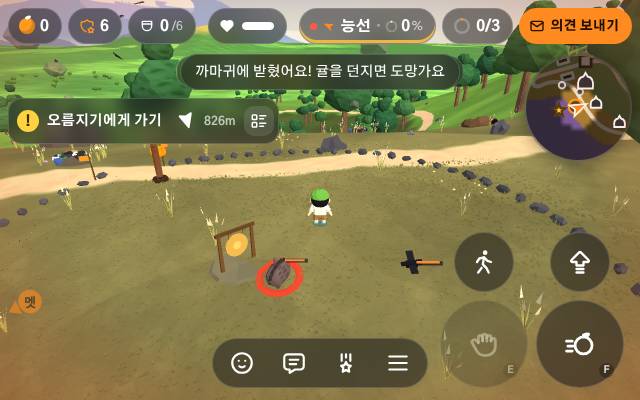 0
6
0/6
능선 · 0%
0/3
의견 보내기
까마귀에 받혔어요! 귤을 던지면 도망가요
! 오름지기에게 가기 826m
멧
E
F